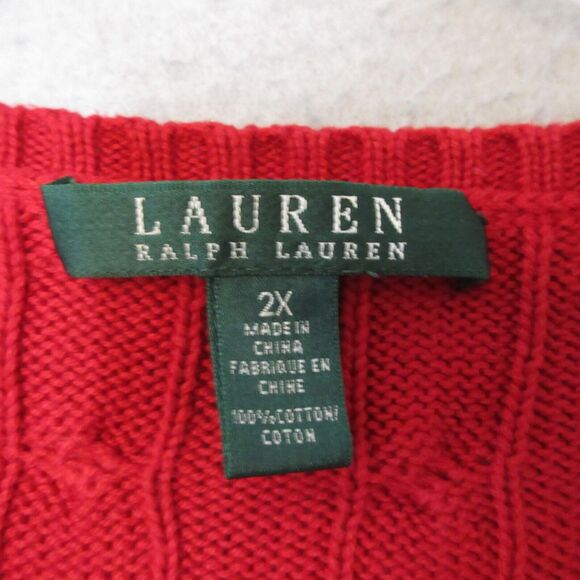 LAUREN
RALPH LAUREN
2X
MADE IN
CHINA
FABRIQUE EN
CHINE
100% COTTON/
COTON